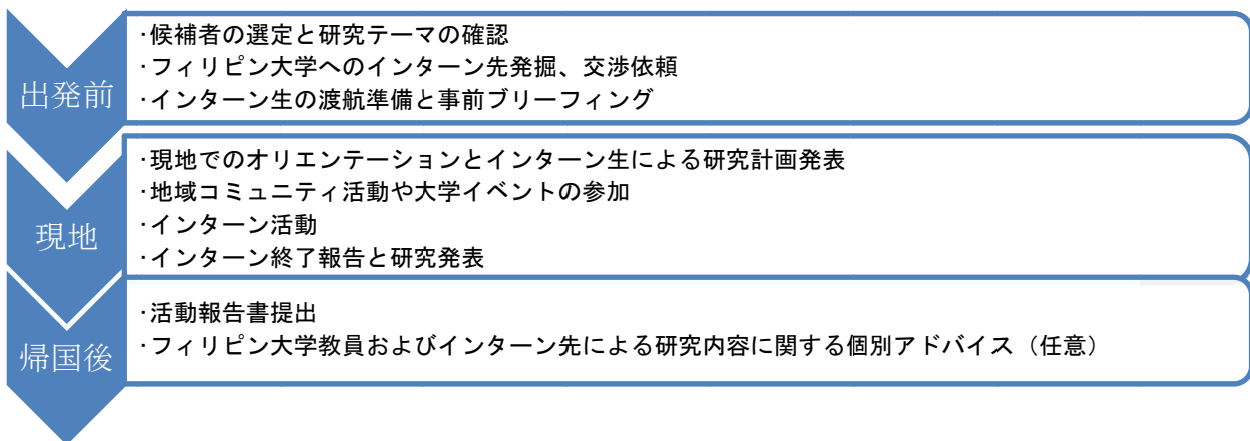 出発前
・候補者の選定と研究テーマの確認
・フィリピン大学へのインターン先発掘、交渉依頼
・インターン生の渡航準備と事前ブリーフィング
現地
・現地でのオリエンテーションとインターン生による研究計画発表
・地域コミュニティ活動や大学イベントの参加
・インターン活動
・インターン終了報告と研究発表
帰国後
・活動報告書提出
・フィリピン大学教員およびインターン先による研究内容に関する個別アドバイス（任意）